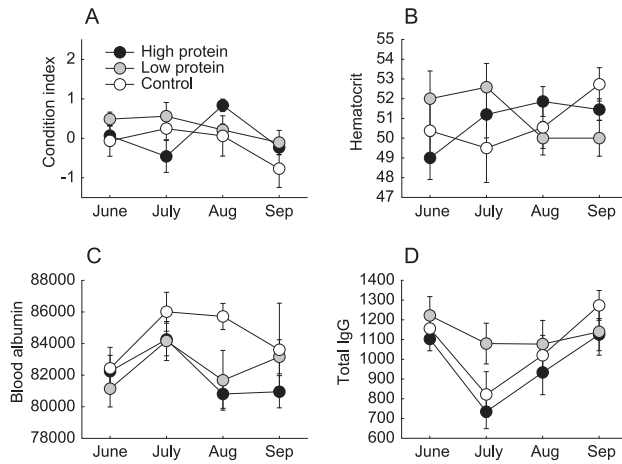 A
Condition index
2
1
0
-1
High protein
Low protein
Control
June July Aug Sep
B
Hematocrit
55
54
53
52
51
50
49
48
47
June July Aug Sep
C
Blood albumin
88000
86000
84000
82000
80000
78000
June July Aug Sep
D
Total IgG
1400
1300
1200
1100
1000
900
800
700
600
June July Aug Sep